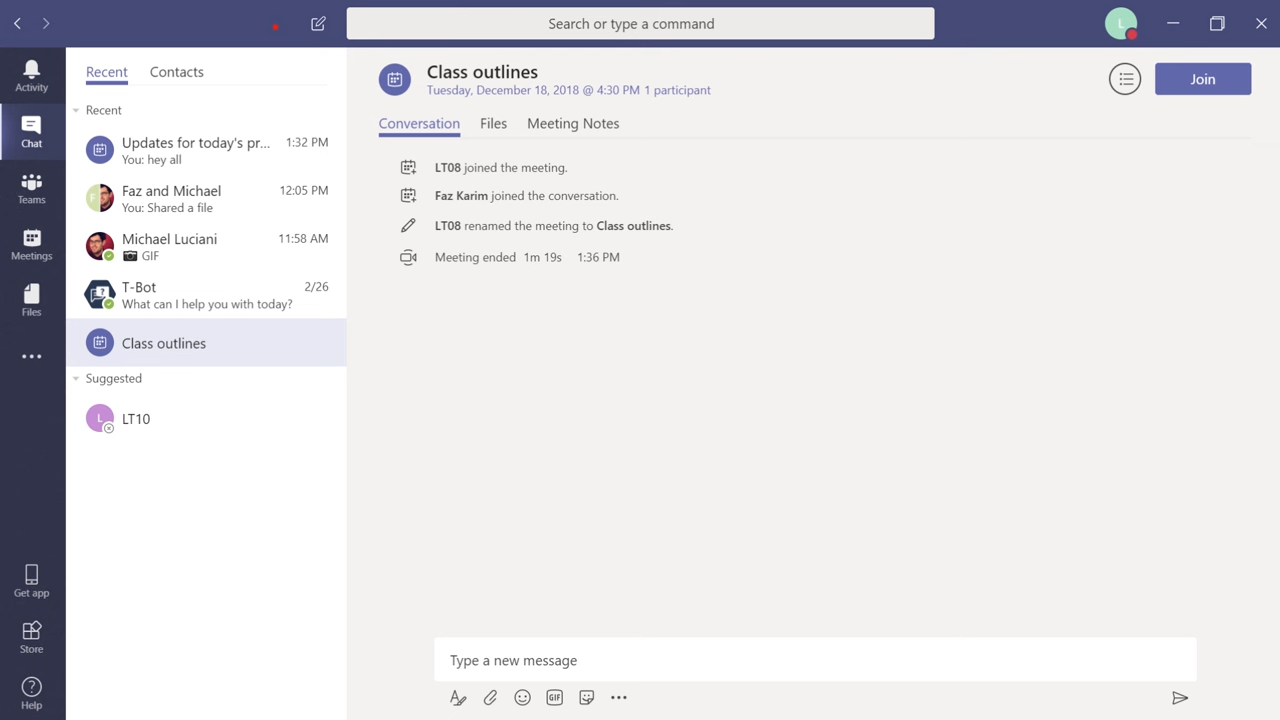 Search or type a command
L
Activity
Chat
Teams
Meetings
Files
Get app
Store
Help
Recent Contacts
Recent
Updates for today's pr... 1:32 PM
You: hey all
F
Faz and Michael 12:05 PM
You: Shared a file
Michael Luciani 11:58 AM
GIF
T-Bot 2/26
What can I help you with today?
Class outlines
Suggested
L
LT10
Class outlines
Tuesday, December 18, 2018 @ 4:30 PM 1 participant
Join
Conversation Files Meeting Notes
LT08 joined the meeting.
Faz Karim joined the conversation.
LT08 renamed the meeting to Class outlines.
Meeting ended 1m 19s 1:36 PM
Type a new message
GIF